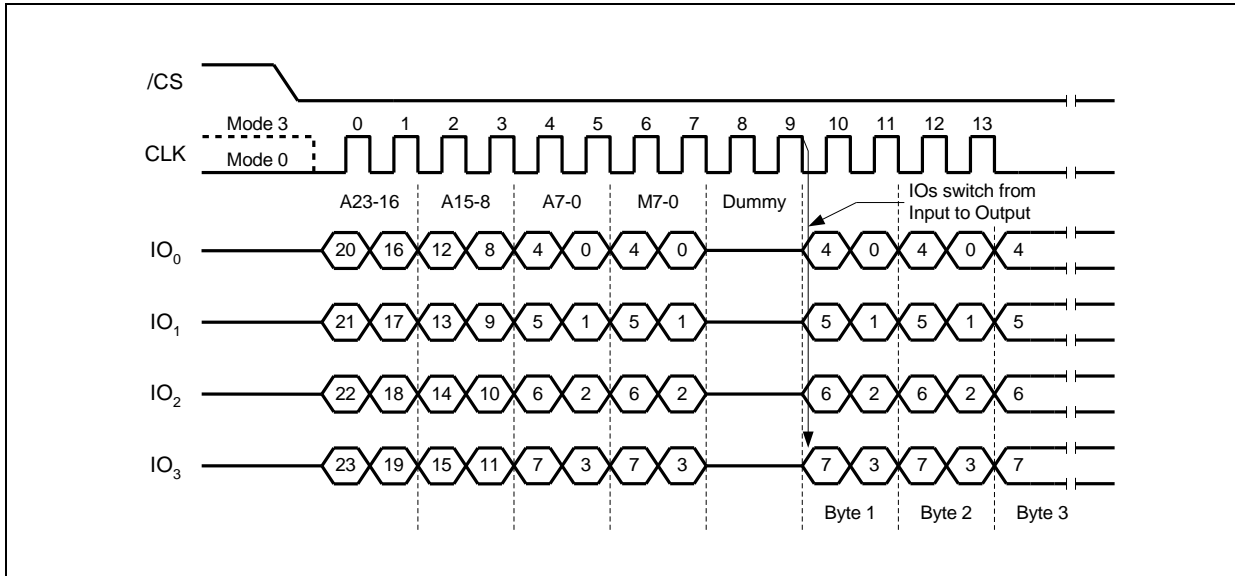 /CS
Mode 3 0 1 2 3 4 5 6 7 8 9 10 11 12 13
CLK
Mode 0
IOs switch from
Input to Output
A23-16 A15-8 A7-0 M7-0 Dummy
IO0 20 16 12 8 4 0 4 0 4 0 4 0 4
IO1 21 17 13 9 5 1 5 1 5 1 5 1 5
IO2 22 18 14 10 6 2 6 2 6 2 6 2 6
IO3 23 19 15 11 7 3 7 3 7 3 7 3 7
Byte 1 Byte 2 Byte 3